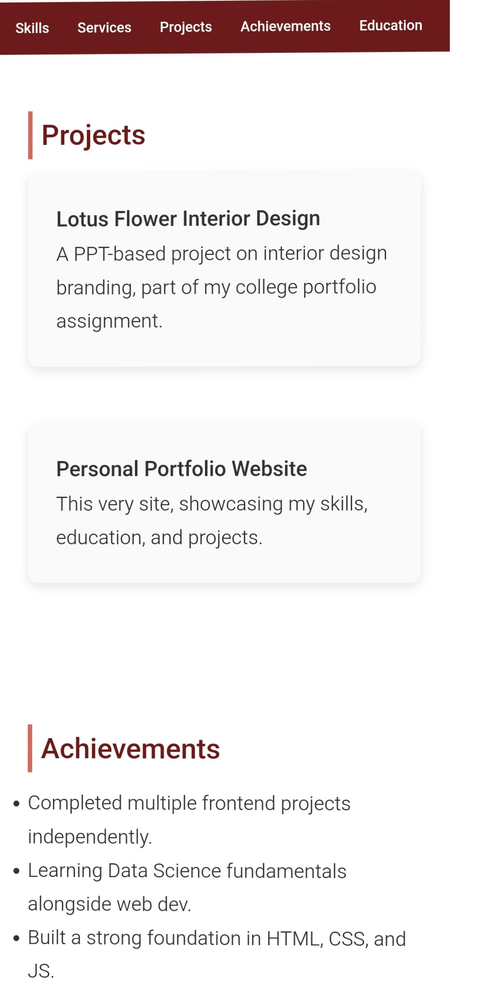 Skills Services Projects Achievements Education
Projects
Lotus Flower Interior Design
A PPT-based project on interior design
branding, part of my college portfolio
assignment.
Personal Portfolio Website
This very site, showcasing my skills,
education, and projects.
Achievements
• Completed multiple frontend projects
independently.
• Learning Data Science fundamentals
alongside web dev.
• Built a strong foundation in HTML, CSS, and
JS.